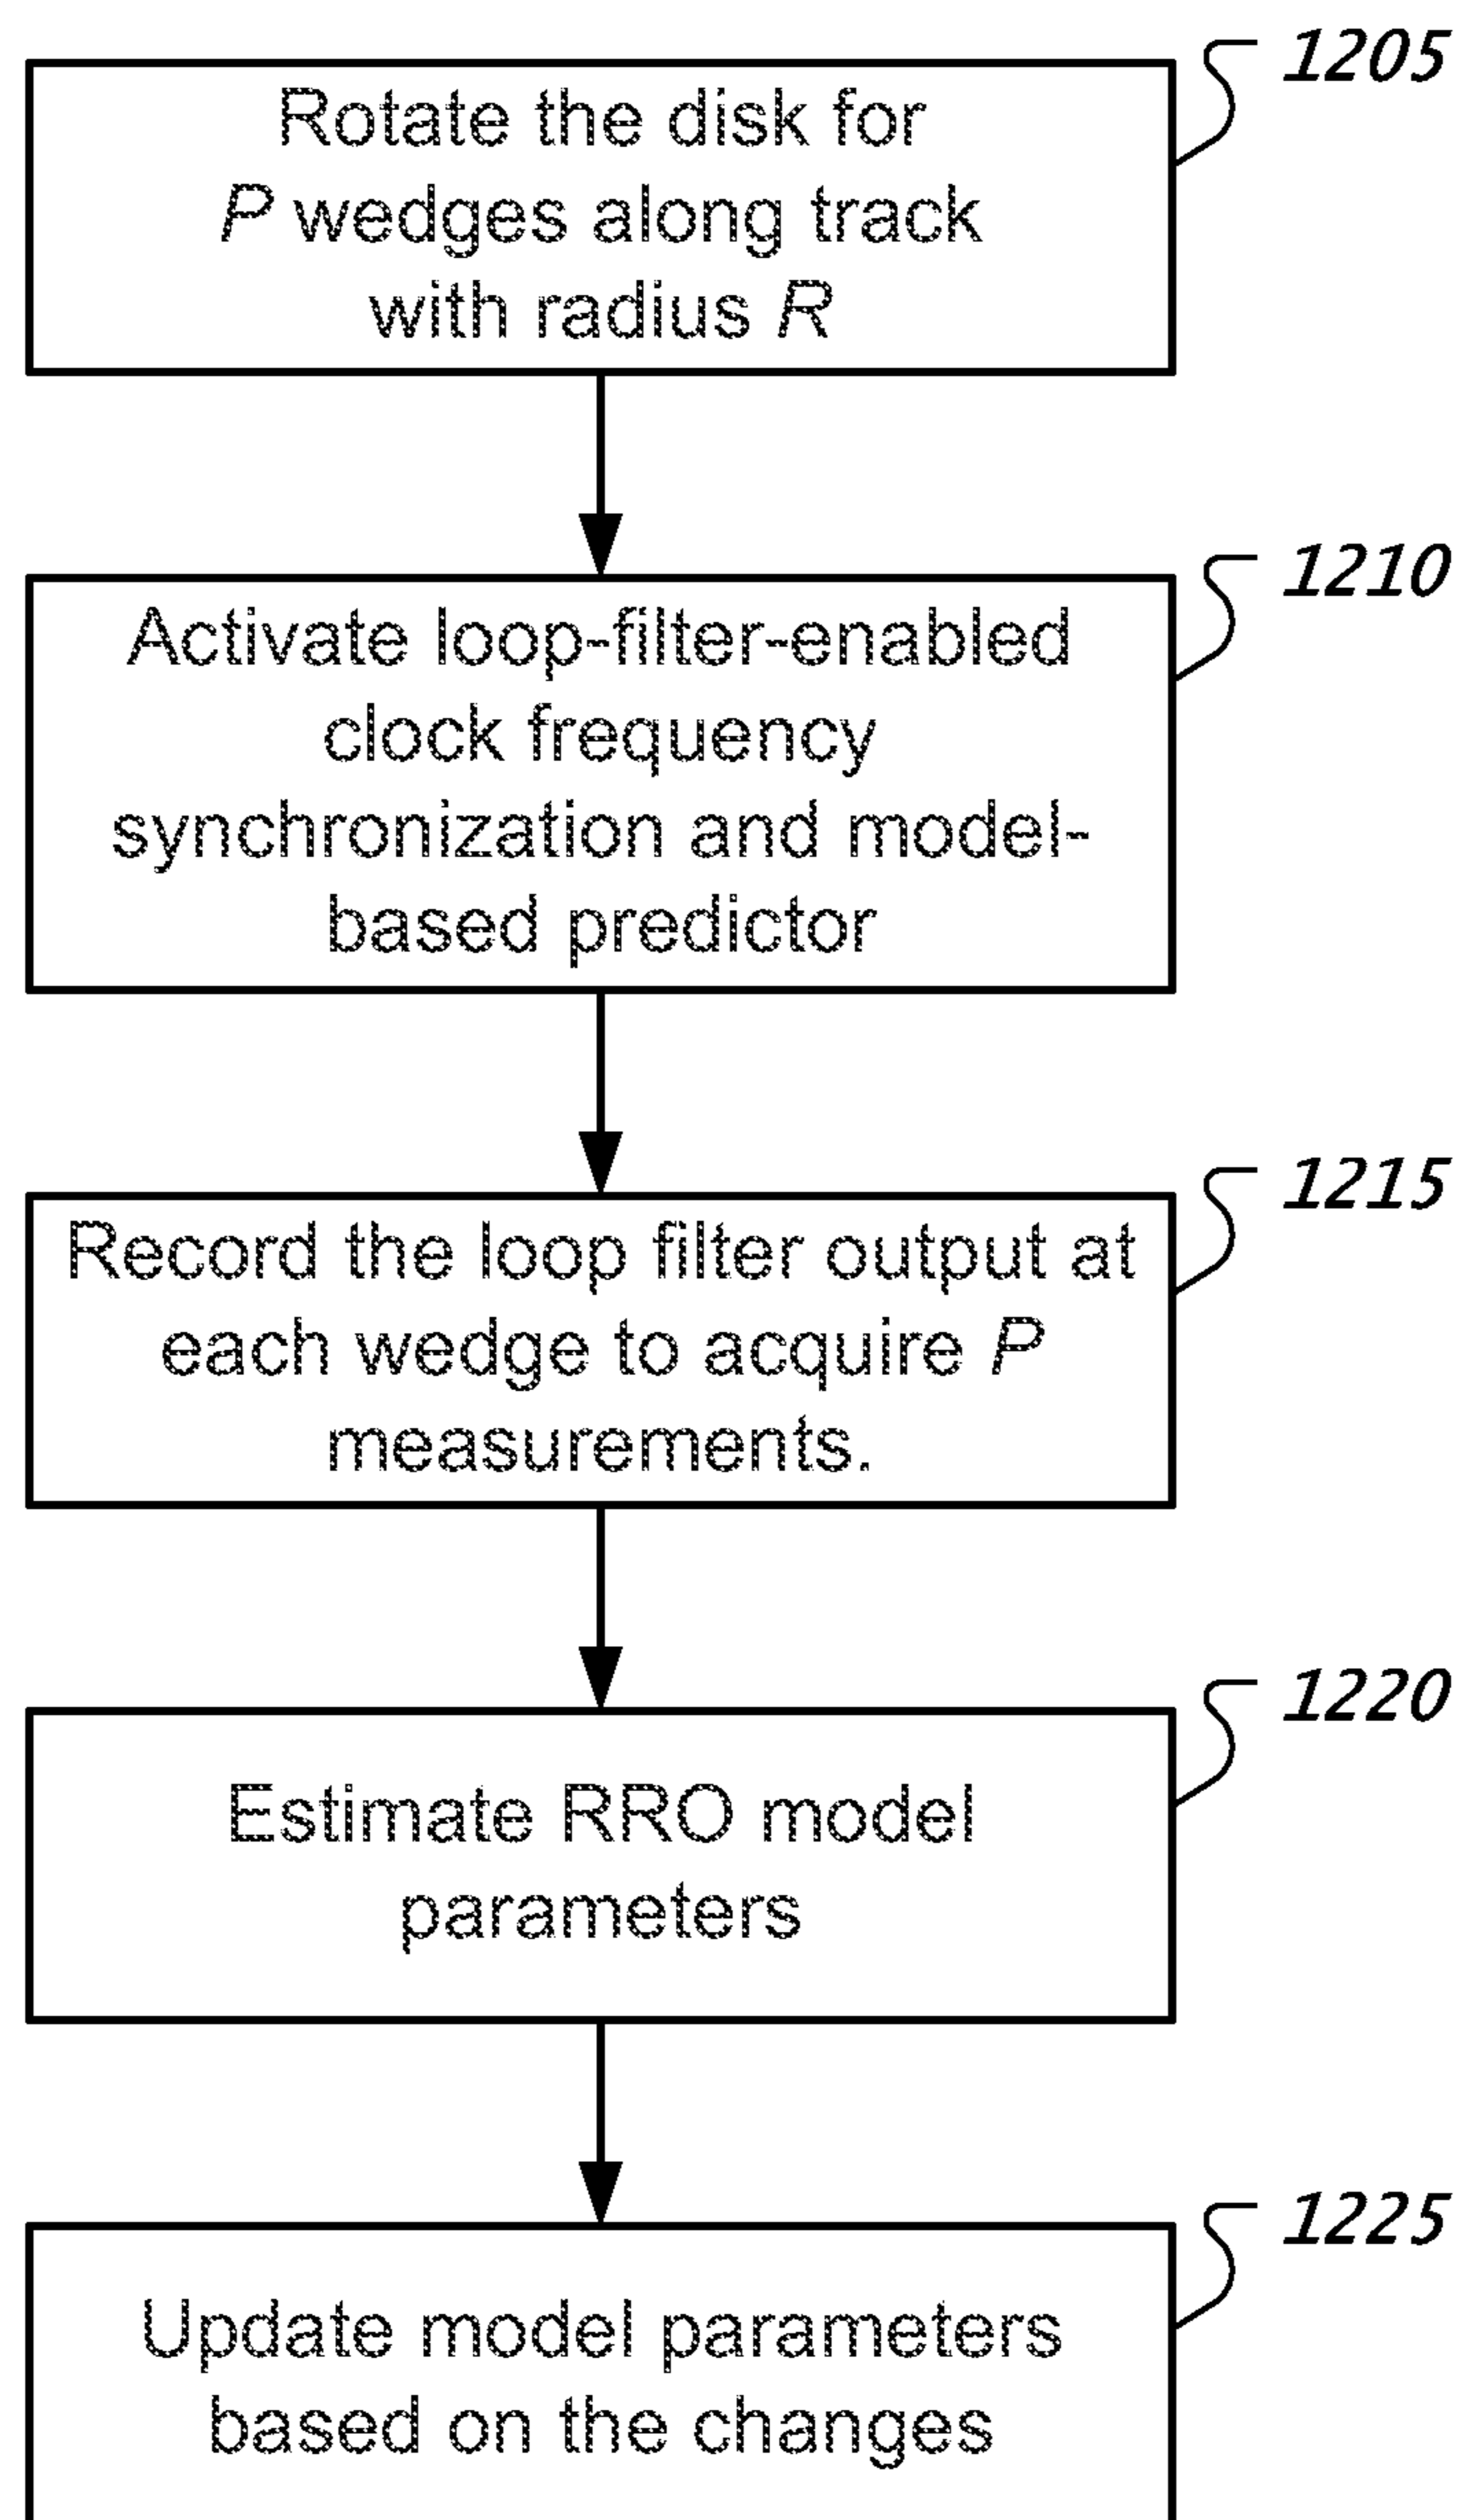 1205
Rotate the disk for
P wedges along track
with radius R
1210
Activate loop-filter-enabled
clock frequency
synchronization and model-
based predictor
1215
Record the loop filter output at
each wedge to acquire P
measurements.
1220
Estimate RRO model
parameters
1225
Update model parameters
based on the changes